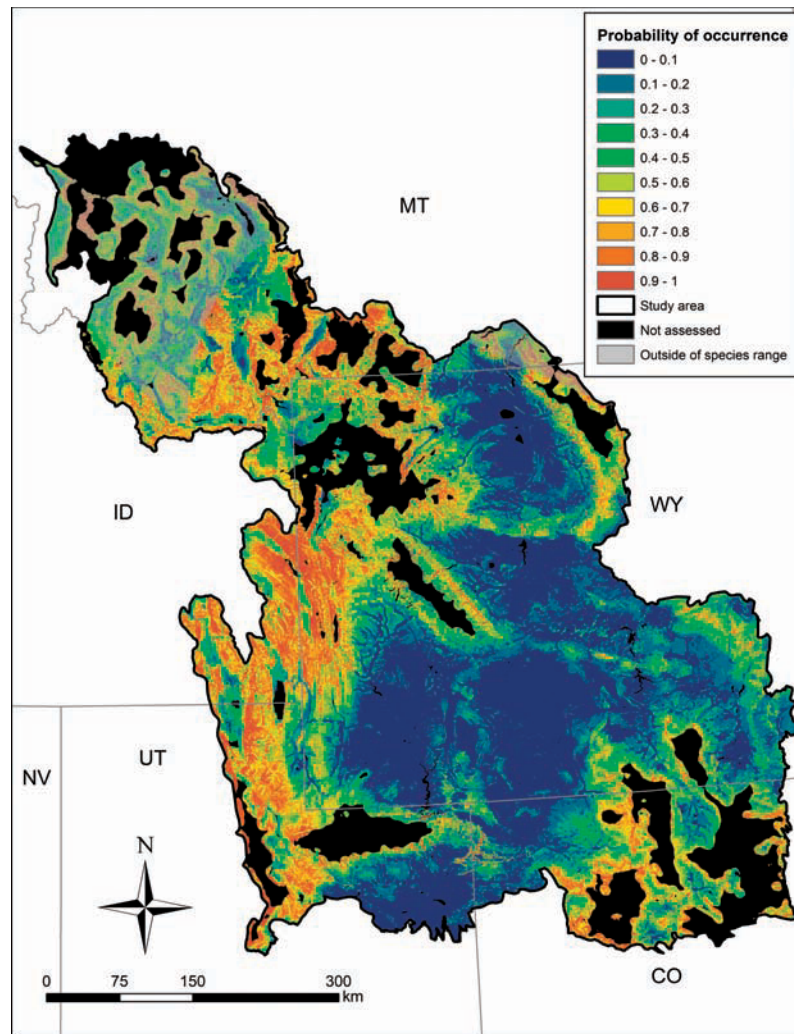 Probability of occurrence
0 - 0.1
0.1 - 0.2
0.2 - 0.3
0.3 - 0.4
0.4 - 0.5
0.5 - 0.6
0.6 - 0.7
0.7 - 0.8
0.8 - 0.9
0.9 - 1
Study area
Not assessed
Outside of species range
MT
ID
WY
UT
NV
N
CO
0 75 150 300
km